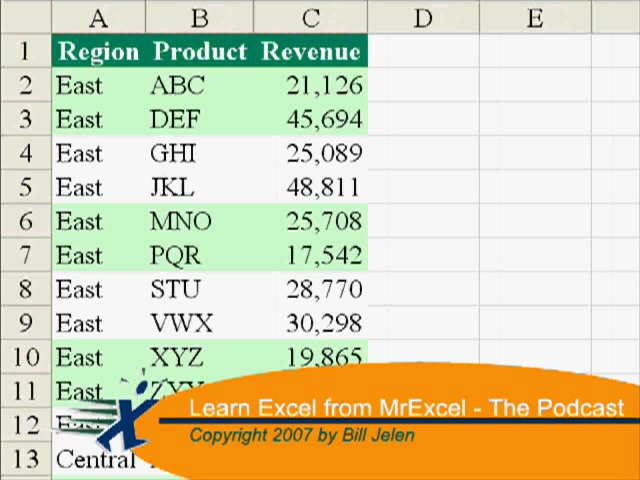 A B C D E
1 Region Product Revenue
2 East ABC 21,126
3 East DEF 45,694
4 East GHI 25,089
5 East JKL 48,811
6 East MNO 25,708
7 East PQR 17,542
8 East STU 28,770
9 East VWX 30,298
10 East XYZ 19,865
11 East
12
13 Central
Learn Excel from MrExcel - The Podcast
Copyright 2007 by Bill Jelen